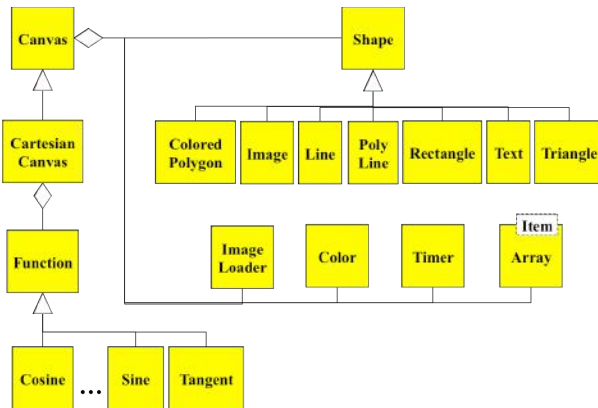 Canvas
Shape
Cartesian
Canvas
Colored
Polygon
Image
Line
Poly
Line
Rectangle
Text
Triangle
Function
Image
Loader
Color
Timer
Item
Array
Cosine
...
Sine
Tangent